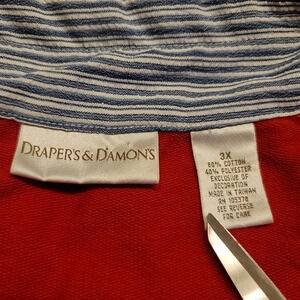 DRAPER'S & DAMON'S
3X
60% COTTON
40% POLYESTER
EXCLUSIVE OF
DECORATION
MADE IN TAIWAN
RN 105378
SEE REVERSE
FOR CARE